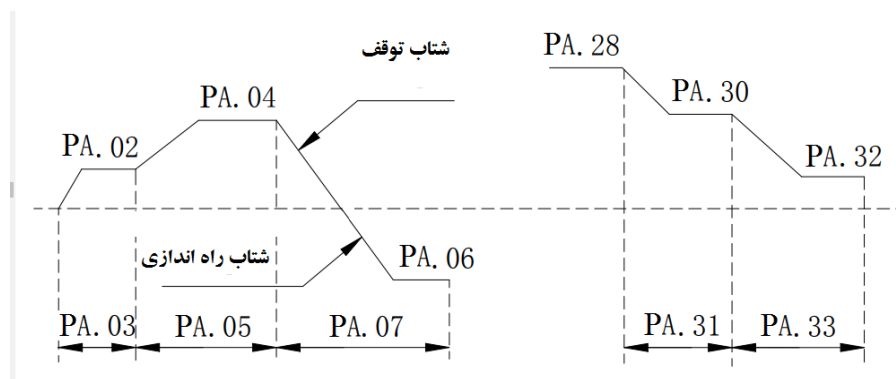 شتاب توقف
PA. 28
PA. 04
PA. 30
PA. 02
PA. 32
شتاب راه اندازی
PA. 06
PA. 03
PA. 05
PA. 07
PA. 31
PA. 33